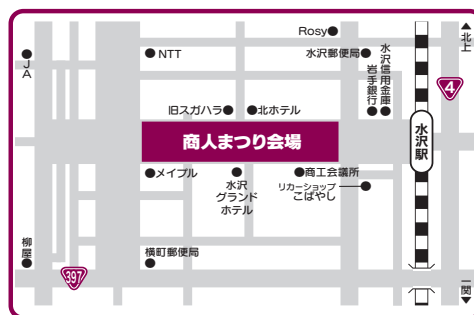 Rosy
▲北上
JA
NTT
水沢郵便局
水沢信用金庫
岩手銀行
4
旧スガハラ
北ホテル
商人まつり会場
水沢駅
メイプル
水沢
グランド
ホテル
商工会議所
リカーショップ
こばやし
柳屋
横町郵便局
397
一関▼